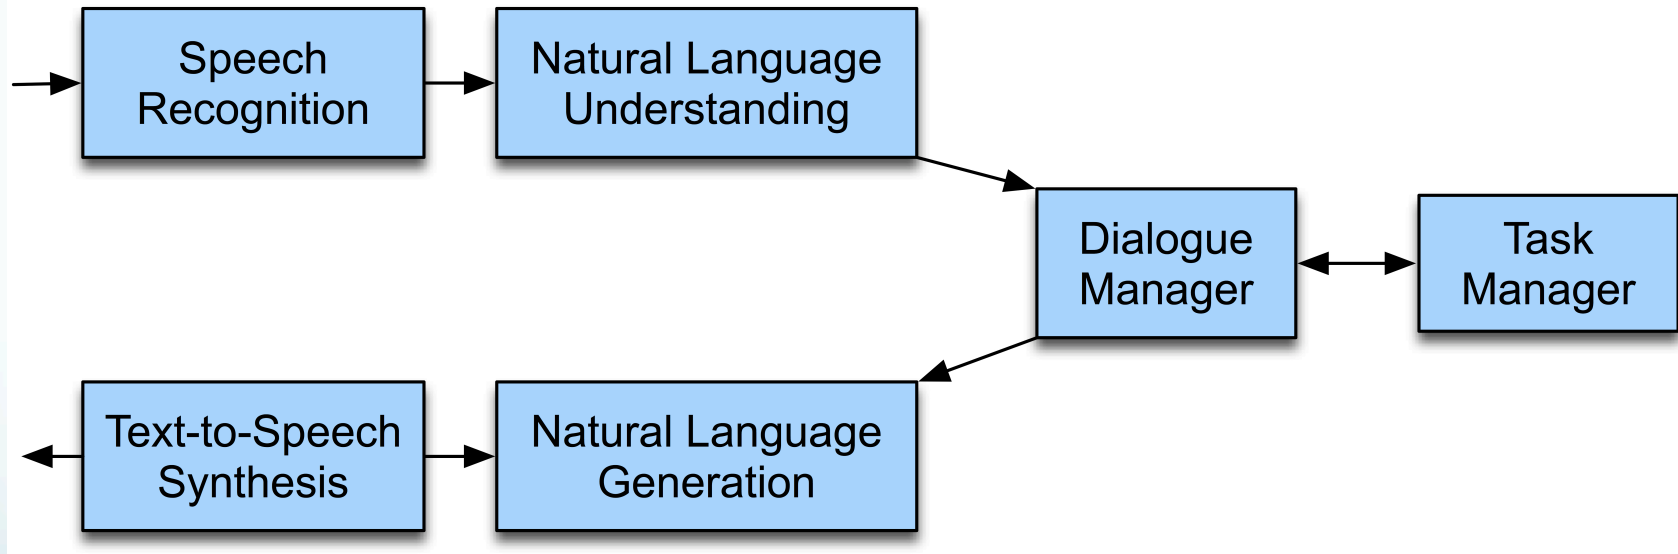 Speech
Recognition
Natural Language
Understanding
Dialogue
Manager
Task
Manager
Text-to-Speech
Synthesis
Natural Language
Generation